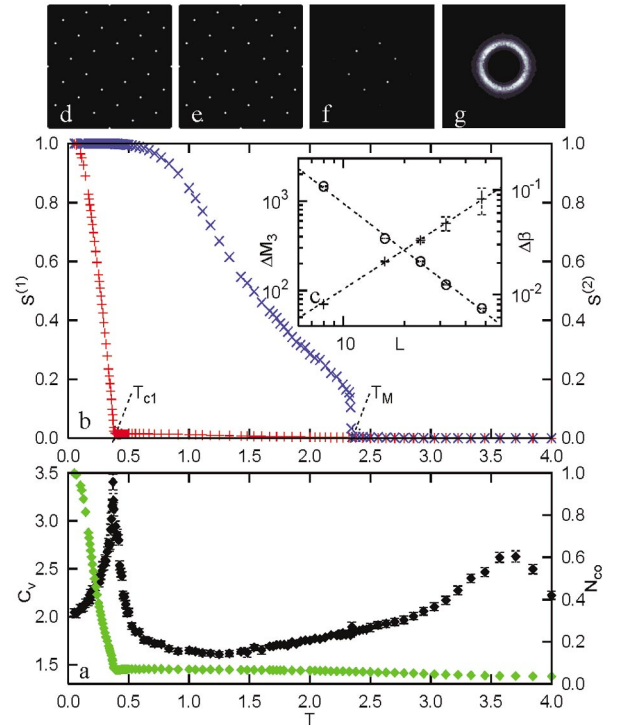 d e f g
1.0 1.0
0.8 0.8
0.6 0.6
0.4 0.4
0.2 0.2
0.0 0.0
S(1)
S(2)
10³ 10⁻¹
ΔM₃ Δβ
10² 10⁻²
c
10 L
b
Tc1 TM
0.0 0.5 1.0 1.5 2.0 2.5 3.0 3.5 4.0
3.5 1.0
0.8
3.0
0.6
2.5
0.4
2.0
0.2
1.5
0.0
Cv
Nco
a
0.0 0.5 1.0 1.5 2.0 2.5 3.0 3.5 4.0
T